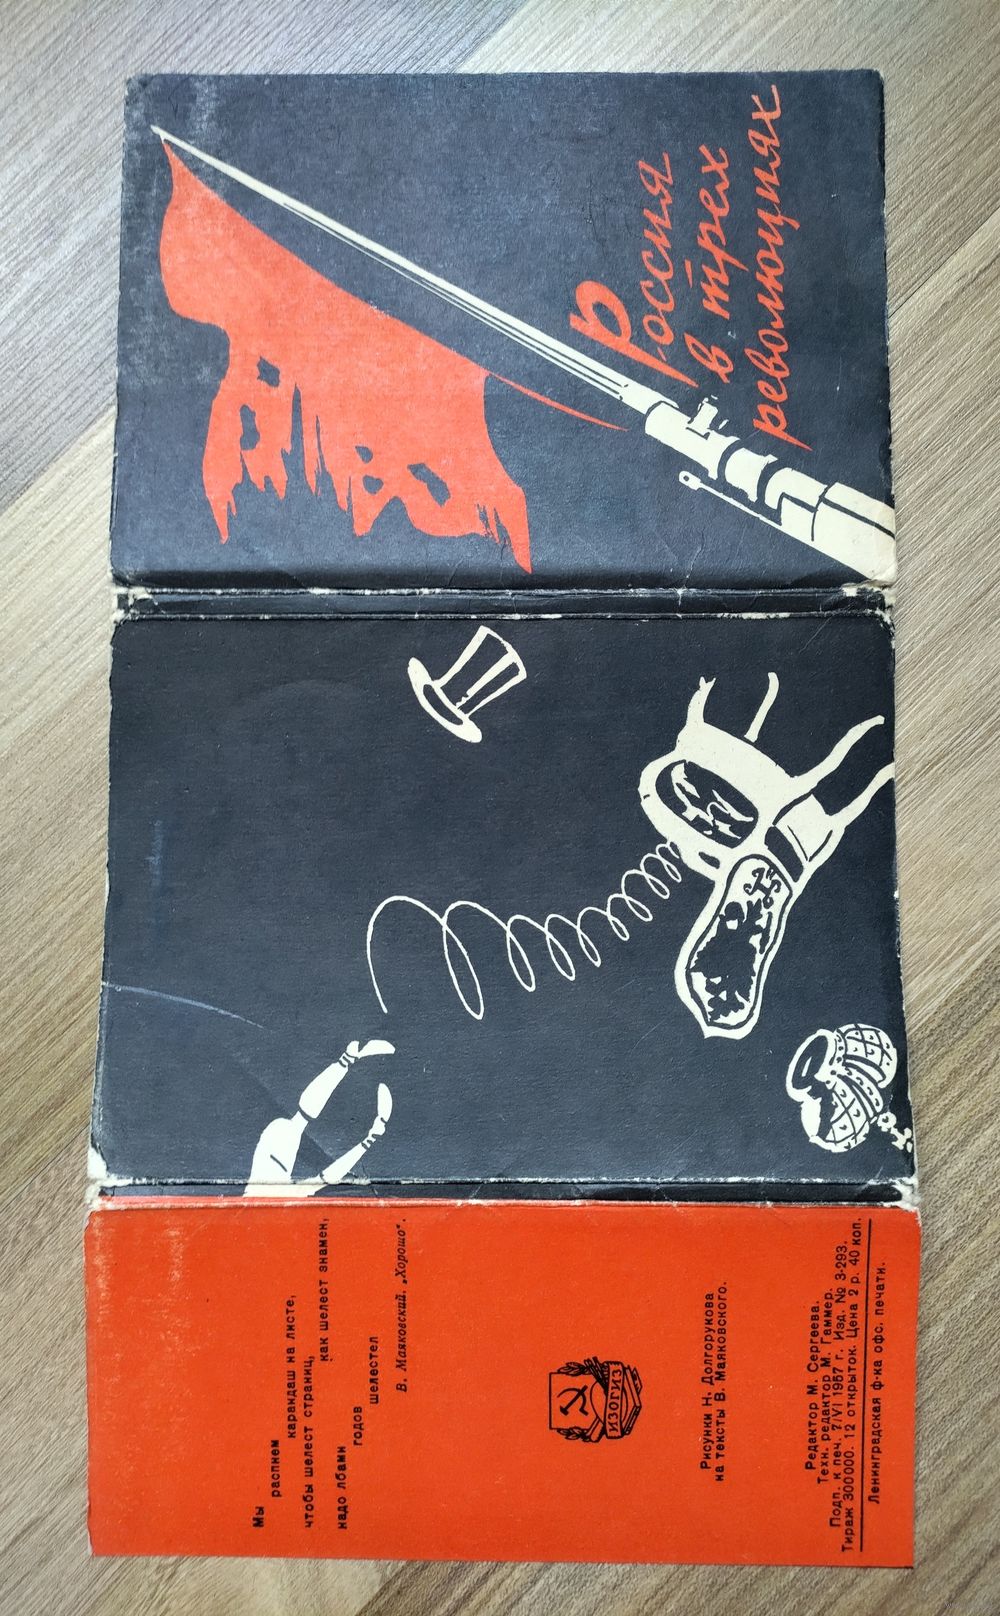 Россия
в трех
революциях
Мы
распнем
карандаш на листе,
чтобы шелест страниц,
как шелест знамен,
надо лбами
годов
шелестел
В. Маяковский. „Хорошо".
ИЗОГИЗ
Рисунки Н. Долгорукова
на тексты В. Маяковского.
Редактор М. Сергеева.
Техн. редактор М. Гаммер.
Подп. к печ. 7/VI 1957 г. Изд. № 3-293.
Тираж 300000. 12 открыток. Цена 2 р. 40 коп.
Ленинградская ф-ка офс. печати.